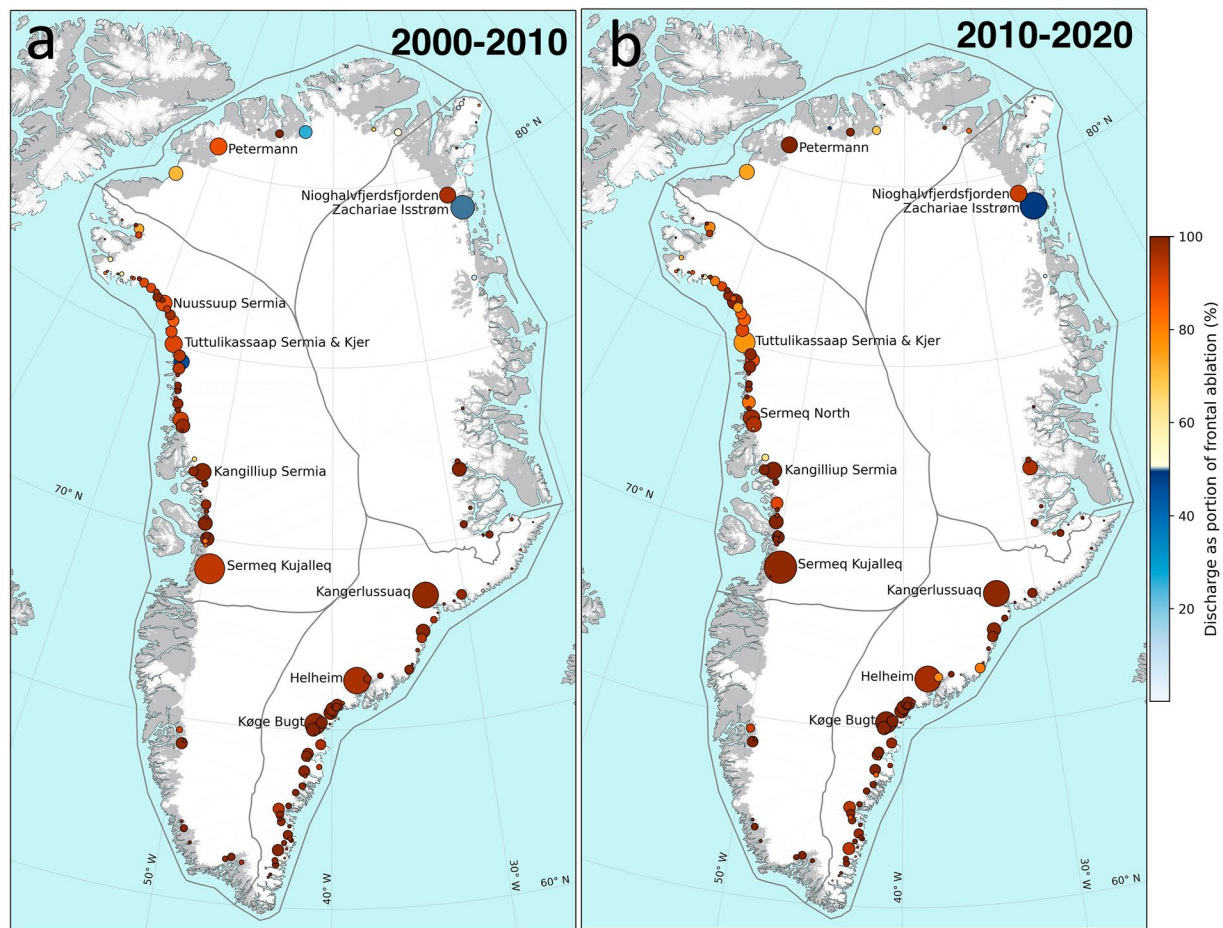 a
2000-2010
80° N
Petermann
Nioghalvfjerdsfjorden
Zachariae Isstrøm
Nuussuup Sermia
Tuttulikassaap Sermia & Kjer
Kangilliup Sermia
70° N
Sermeq Kujalleq
Kangerlussuaq
Helheim
Køge Bugt
50° W
40° W
30° W
60° N
b
2010-2020
80° N
Petermann
Nioghalvfjerdsfjorden
Zachariae Isstrøm
Tuttulikassaap Sermia & Kjer
Sermeq North
Kangilliup Sermia
70° N
Sermeq Kujalleq
Kangerlussuaq
Helheim
Køge Bugt
50° W
40° W
30° W
60° N
100
80
60
40
20
Discharge as portion of frontal ablation (%)